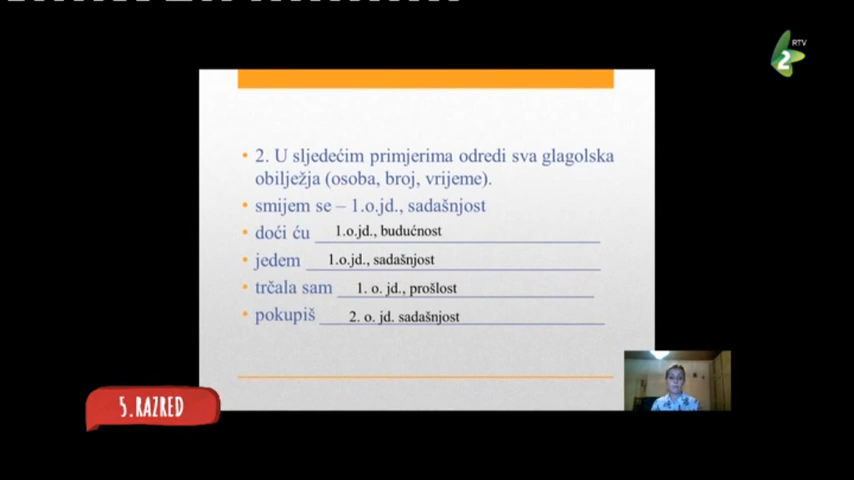 RTV
2
2. U sljedećim primjerima odredi sva glagolska
obilježja (osoba, broj, vrijeme).
smijem se – 1.o.jd., sadašnjost
doći ću 1.o.jd., budućnost
jedem 1.o.jd., sadašnjost
trčala sam 1. o. jd., prošlost
pokupiš 2. o. jd. sadašnjost
5.RAZRED